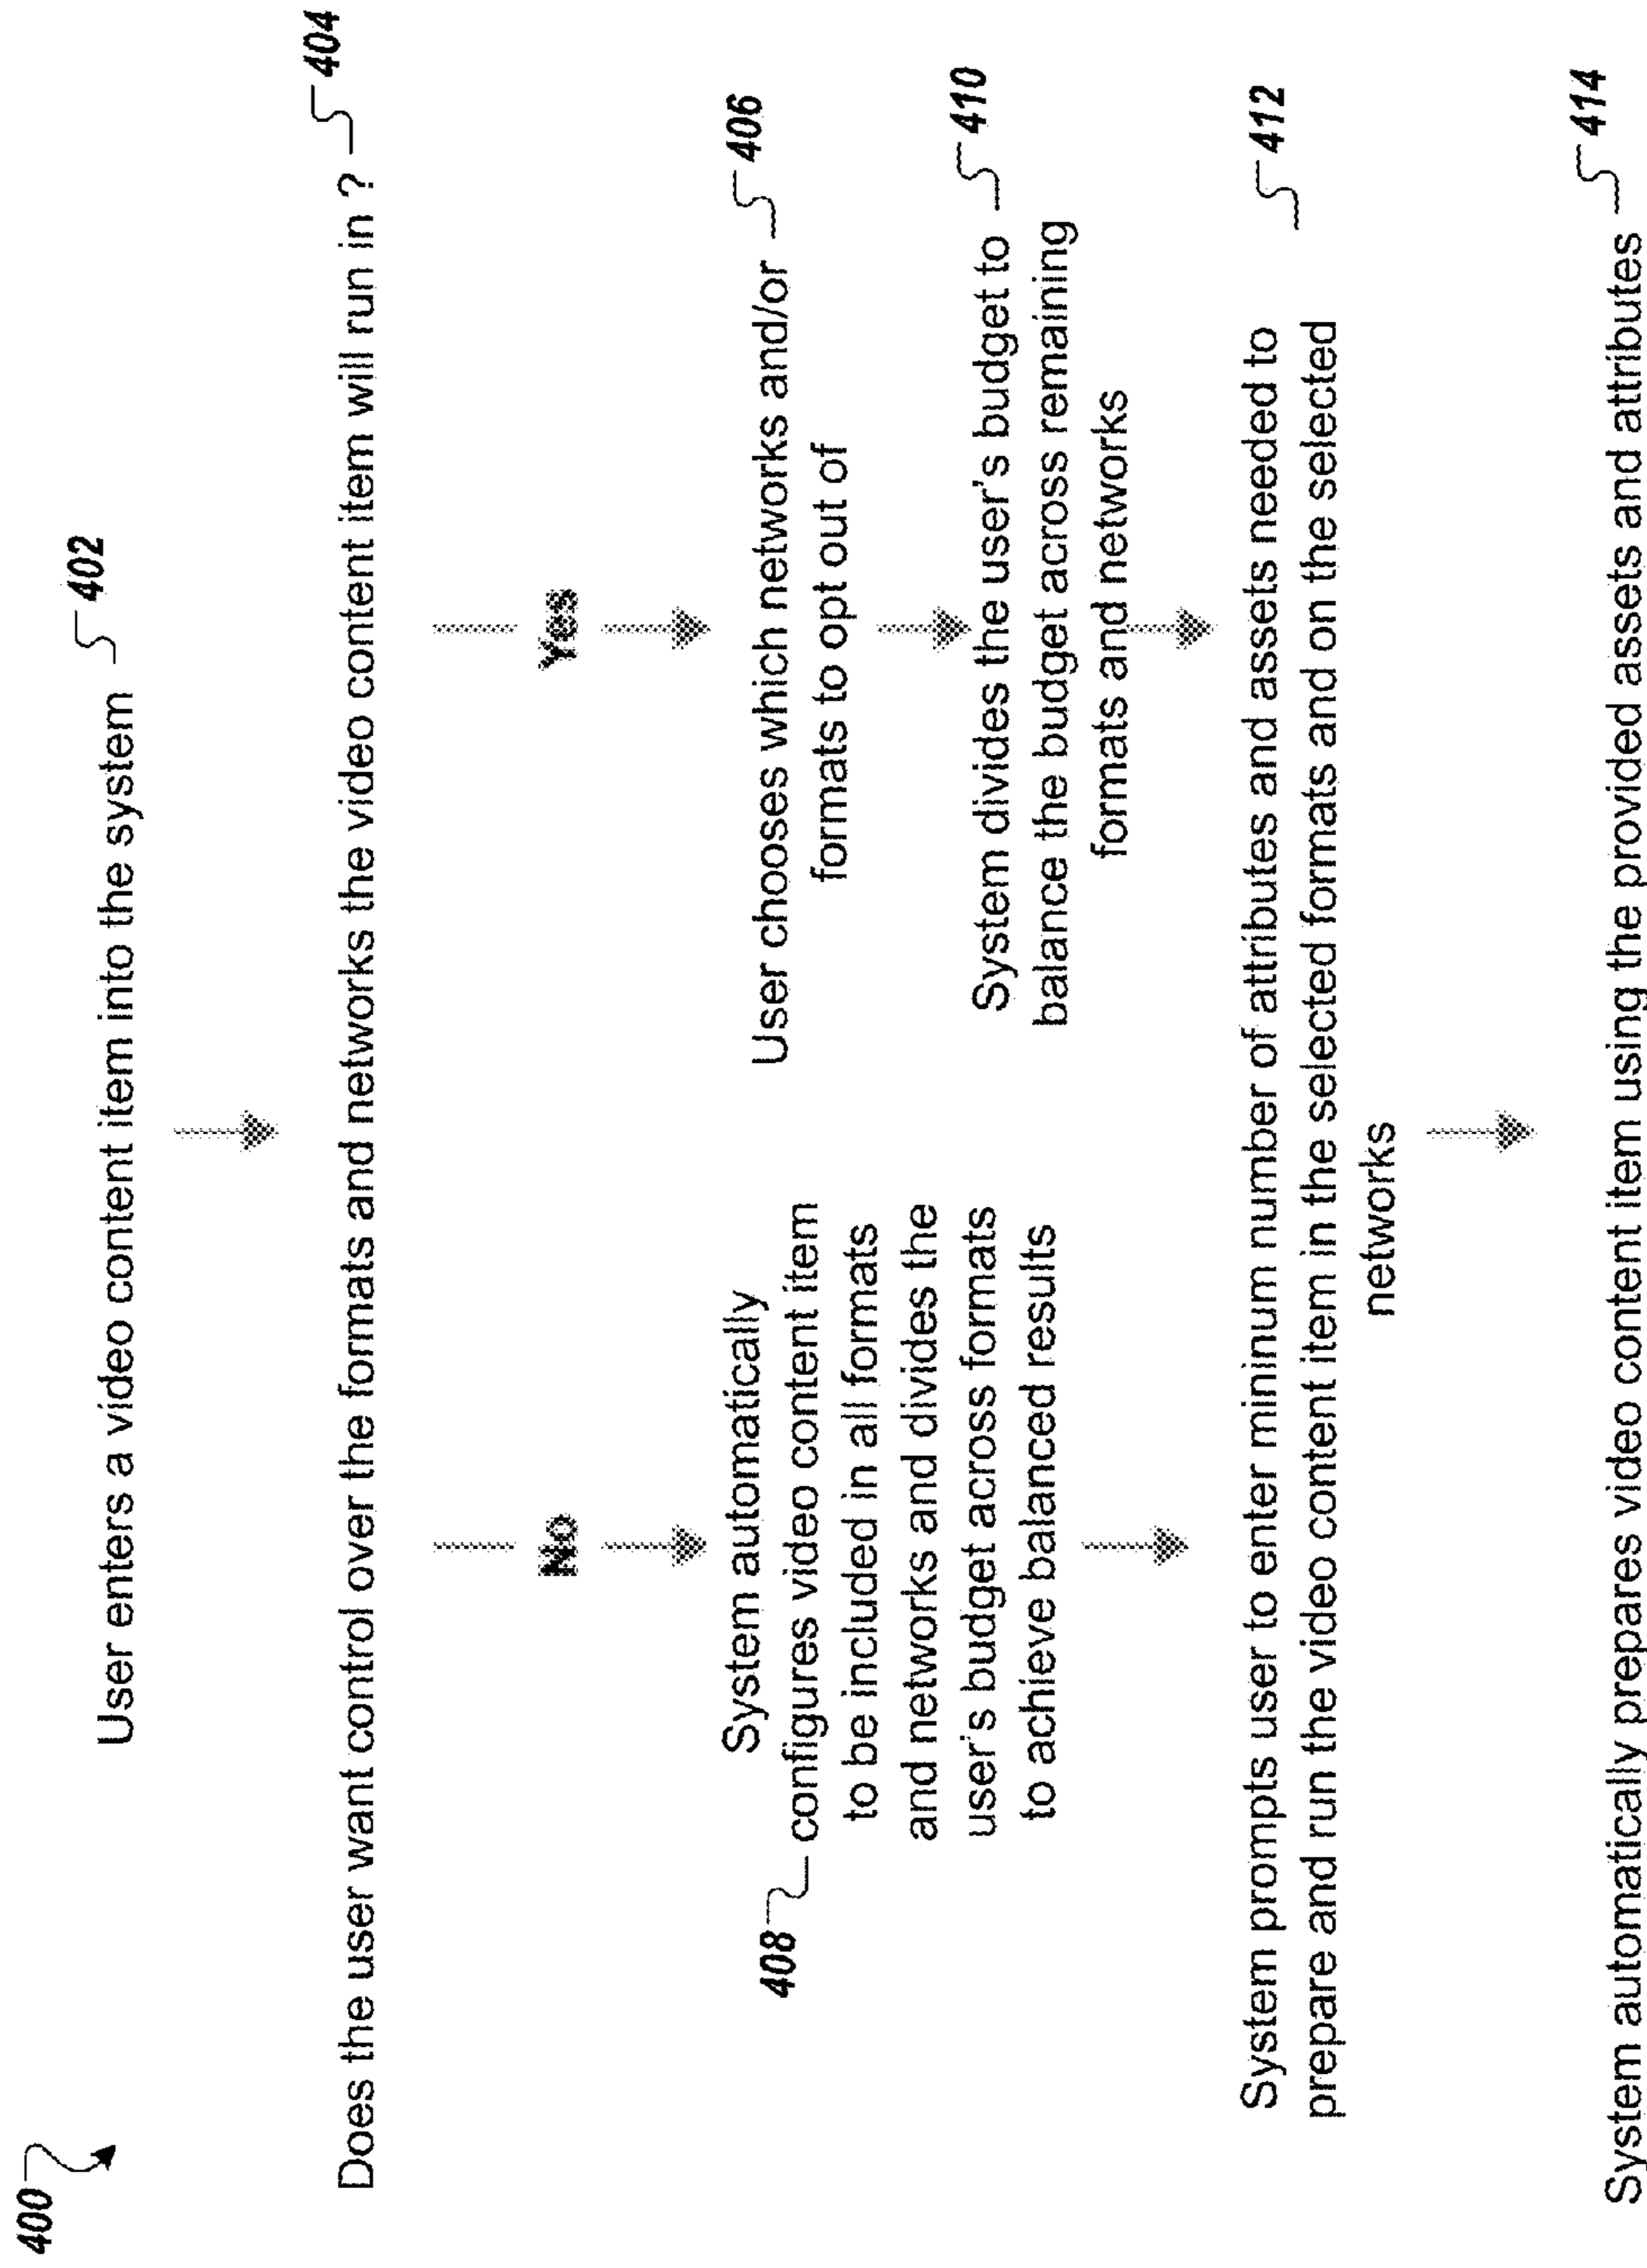 400
User enters a video content item into the system 402
Does the user want control over the formats and networks the video content item will run in ? 404
No
Yes
System automatically
408 configures video content item
to be included in all formats
and networks and divides the
user's budget across formats
to achieve balanced results
User chooses which networks and/or 406
formats to opt out of
System divides the user's budget to 410
balance the budget across remaining
formats and networks
System prompts user to enter mininum number of attributes and assets needed to 412
prepare and run the video content item in the selected formats and on the selected
networks
System automatically prepares video content item using the provided assets and attributes 414